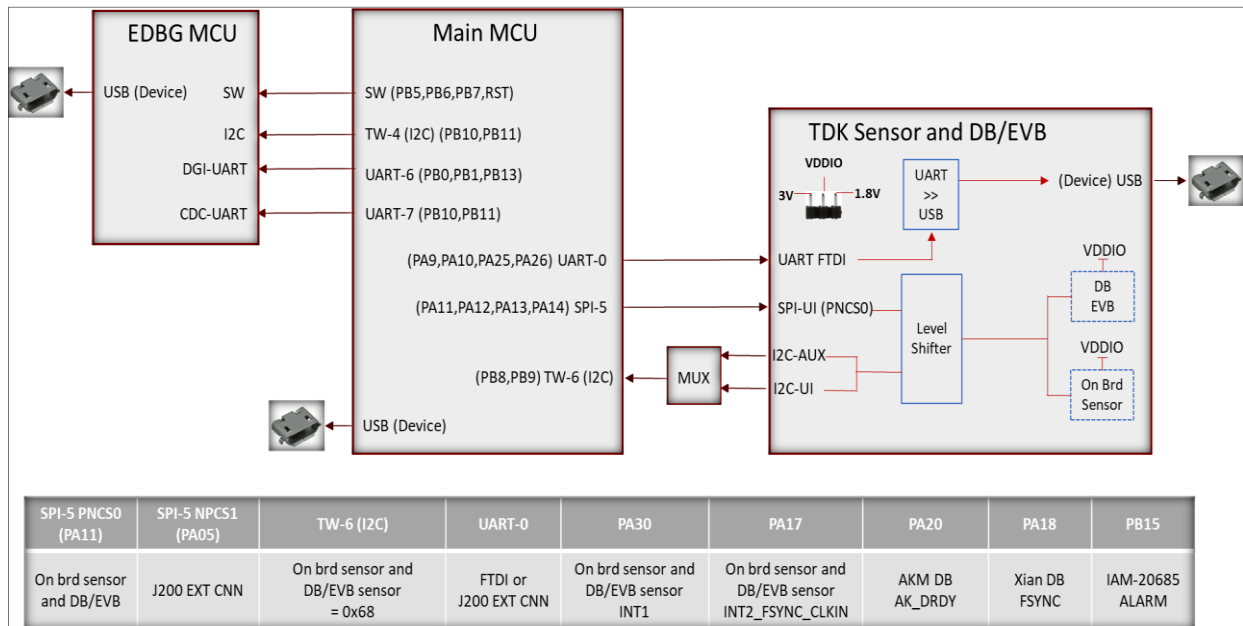 EDBG MCU
USB (Device)
SW
I2C
DGI-UART
CDC-UART
Main MCU
SW (PB5,PB6,PB7,RST)
TW-4 (I2C) (PB10,PB11)
UART-6 (PB0,PB1,PB13)
UART-7 (PB10,PB11)
(PA9,PA10,PA25,PA26) UART-0
(PA11,PA12,PA13,PA14) SPI-5
(PB8,PB9) TW-6 (I2C)
USB (Device)
MUX
TDK Sensor and DB/EVB
VDDIO
3V
1.8V
UART
>>
USB
(Device) USB
UART FTDI
SPI-UI (PNCS0)
I2C-AUX
I2C-UI
Level
Shifter
VDDIO
DB
EVB
VDDIO
On Brd
Sensor
SPI-5 PNCS0
(PA11)
SPI-5 NPCS1
(PA05)
TW-6 (I2C)
UART-0
PA30
PA17
PA20
PA18
PB15
On brd sensor
and DB/EVB
J200 EXT CNN
On brd sensor and
DB/EVB sensor
= 0x68
FTDI or
J200 EXT CNN
On brd sensor and
DB/EVB sensor
INT1
On brd sensor and
DB/EVB sensor
INT2_FSYNC_CLKIN
AKM DB
AK_DRDY
Xian DB
FSYNC
IAM-20685
ALARM